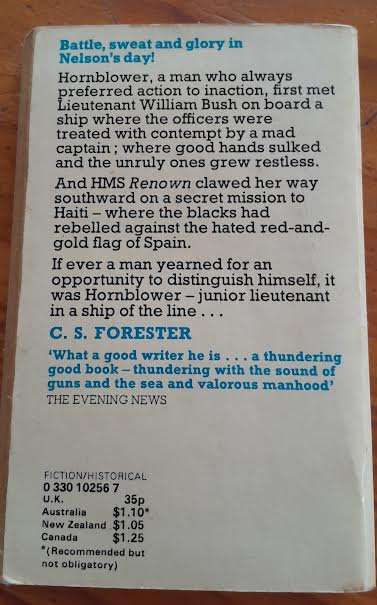 Battle, sweat and glory in
Nelson's day!
Hornblower, a man who always
preferred action to inaction, first met
Lieutenant William Bush on board a
ship where the officers were
treated with contempt by a mad
captain; where good hands sulked
and the unruly ones grew restless.
And HMS Renown clawed her way
southward on a secret mission to
Haiti – where the blacks had
rebelled against the hated red-and-
gold flag of Spain.
If ever a man yearned for an
opportunity to distinguish himself, it
was Hornblower – junior lieutenant
in a ship of the line . . .
C. S. FORESTER
'What a good writer he is . . . a thundering
good book – thundering with the sound of
guns and the sea and valorous manhood'
THE EVENING NEWS
FICTION/HISTORICAL
0 330 10256 7
U.K. 35p
Australia $1.10*
New Zealand $1.05
Canada $1.25
*(Recommended but
not obligatory)